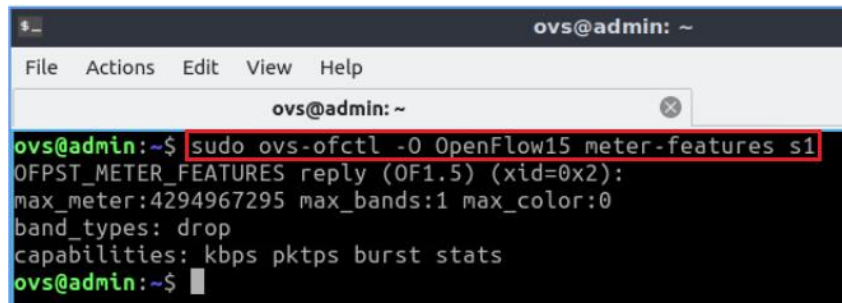 $_
ovs@admin: ~
File Actions Edit View Help
ovs@admin: ~
ovs@admin:~$ sudo ovs-ofctl -O OpenFlow15 meter-features s1
OFPST_METER_FEATURES reply (OF1.5) (xid=0x2):
max_meter:4294967295 max_bands:1 max_color:0
band_types: drop
capabilities: kbps pktps burst stats
ovs@admin:~$